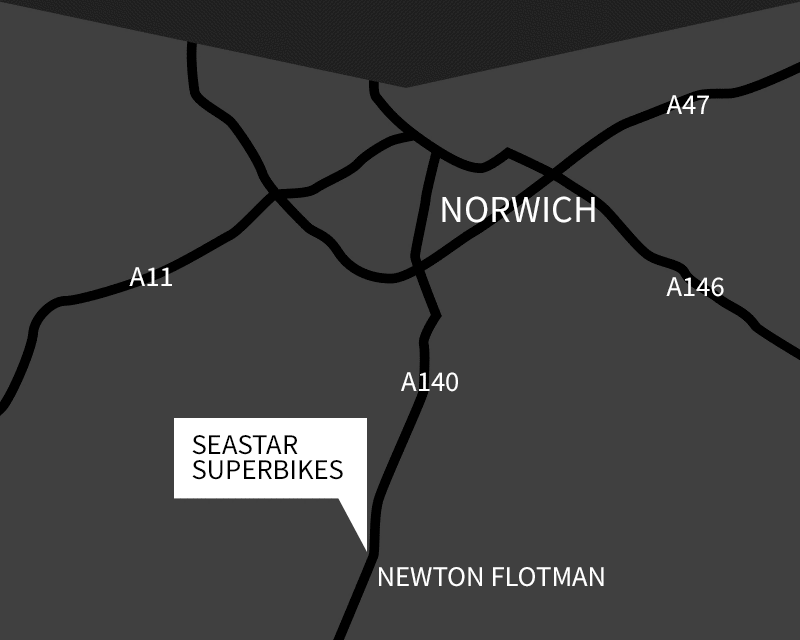 A47
NORWICH
A11
A146
A140
SEASTAR
SUPERBIKES
NEWTON FLOTMAN